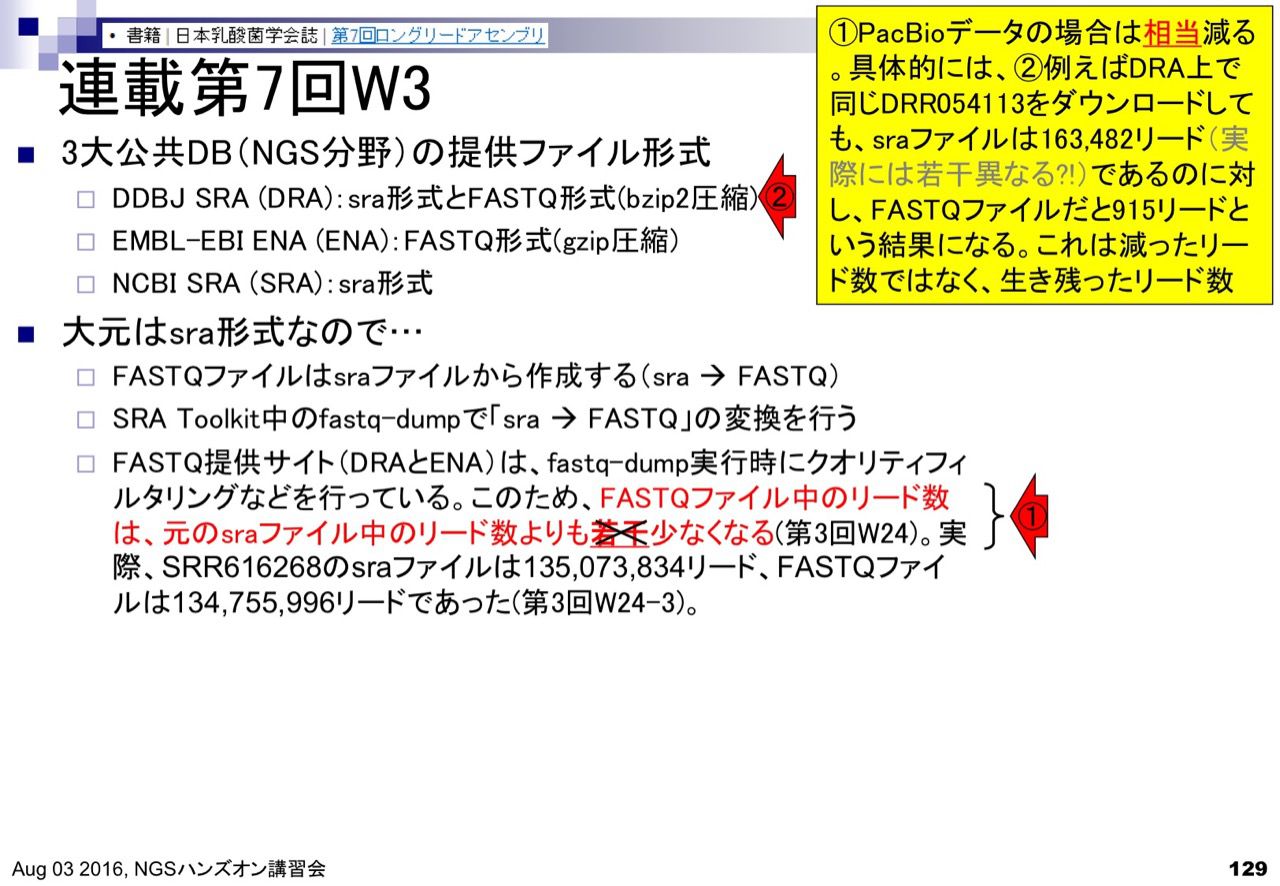 • 書籍 | 日本乳酸菌学会誌 | 第7回ロングリードアセンブリ
連載第7回W3
■ 3大公共DB(NGS分野)の提供ファイル形式
□ DDBJ SRA (DRA):sra形式とFASTQ形式(bzip2圧縮)
②
□ EMBL-EBI ENA (ENA):FASTQ形式(gzip圧縮)
□ NCBI SRA (SRA):sra形式
■ 大元はsra形式なので…
□ FASTQファイルはsraファイルから作成する(sra → FASTQ)
□ SRA Toolkit中のfastq-dumpで「sra → FASTQ」の変換を行う
□ FASTQ提供サイト(DRAとENA)は、fastq-dump実行時にクオリティフィ
ルタリングなどを行っている。このため、FASTQファイル中のリード数
は、元のsraファイル中のリード数よりも若干少なくなる(第3回W24)。実
際、SRR616268のsraファイルは135,073,834リード、FASTQファイ
ルは134,755,996リードであった(第3回W24-3)。
①
①PacBioデータの場合は相当減る
。具体的には、②例えばDRA上で
同じDRR054113をダウンロードして
も、sraファイルは163,482リード(実
際には若干異なる?!)であるのに対
し、FASTQファイルだと915リードと
いう結果になる。これは減ったリー
ド数ではなく、生き残ったリード数
Aug 03 2016, NGSハンズオン講習会
129